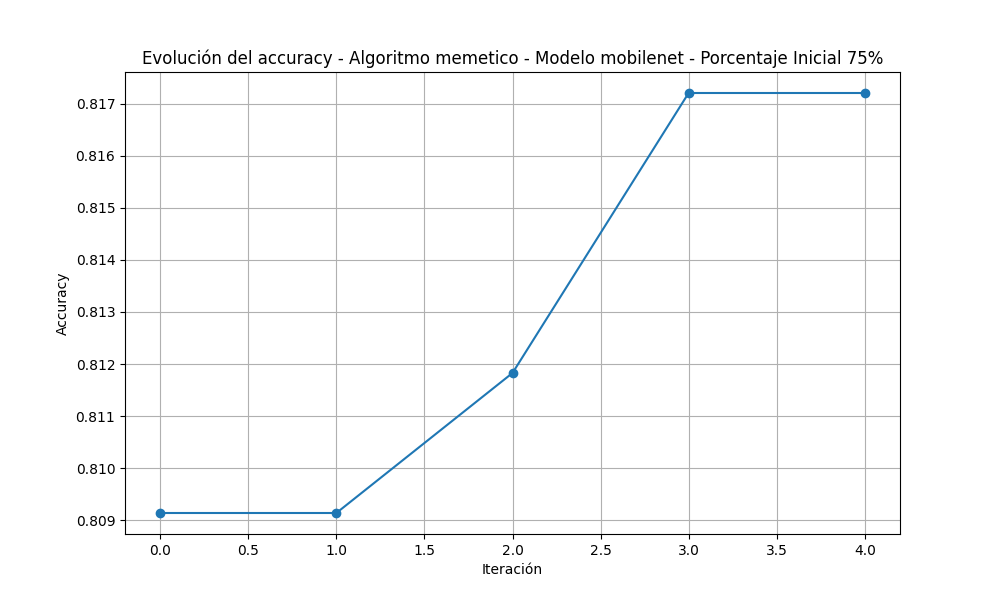 Evolución del accuracy - Algoritmo memetico - Modelo mobilenet - Porcentaje Inicial 75%
0.817
0.816
0.815
0.814
0.813
0.812
0.811
0.810
0.809
Accuracy
0.0 0.5 1.0 1.5 2.0 2.5 3.0 3.5 4.0
Iteración